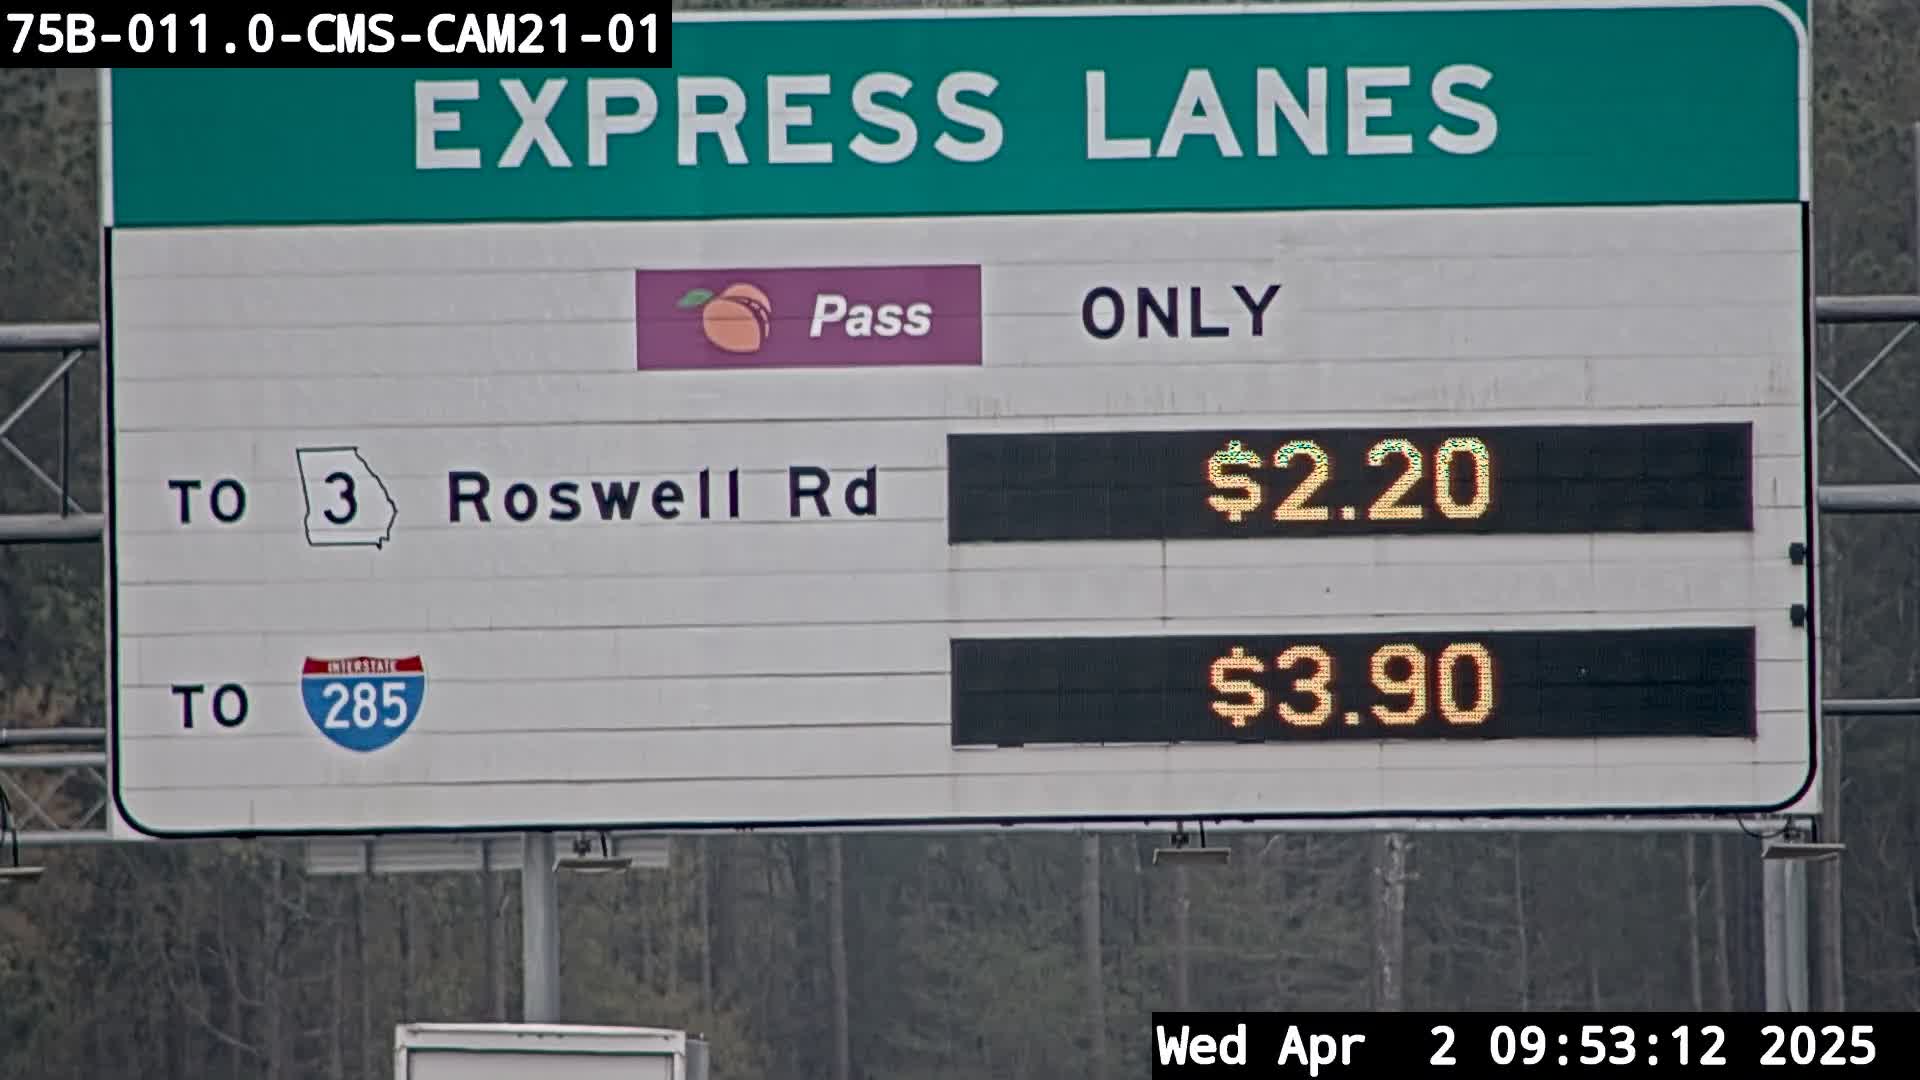 75B-011.0-CMS-CAM21-01
EXPRESS LANES
Pass ONLY
TO 3 Roswell Rd $2.20
TO INTERSTATE 285 $3.90
Wed Apr 2 09:53:12 2025